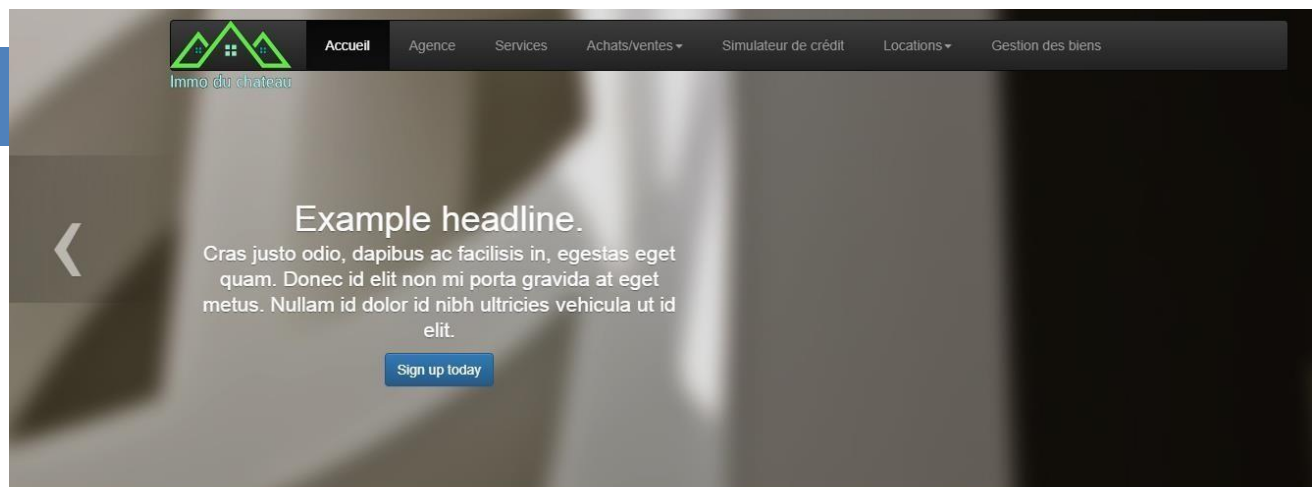 Accueil Agence Services Achats/ventes Simulateur de crédit Locations Gestion des biens
Immo du chateau
Example headline.
Cras justo odio, dapibus ac facilisis in, egestas eget
quam. Donec id elit non mi porta gravida at eget
metus. Nullam id dolor id nibh ultricies vehicula ut id
elit.
Sign up today